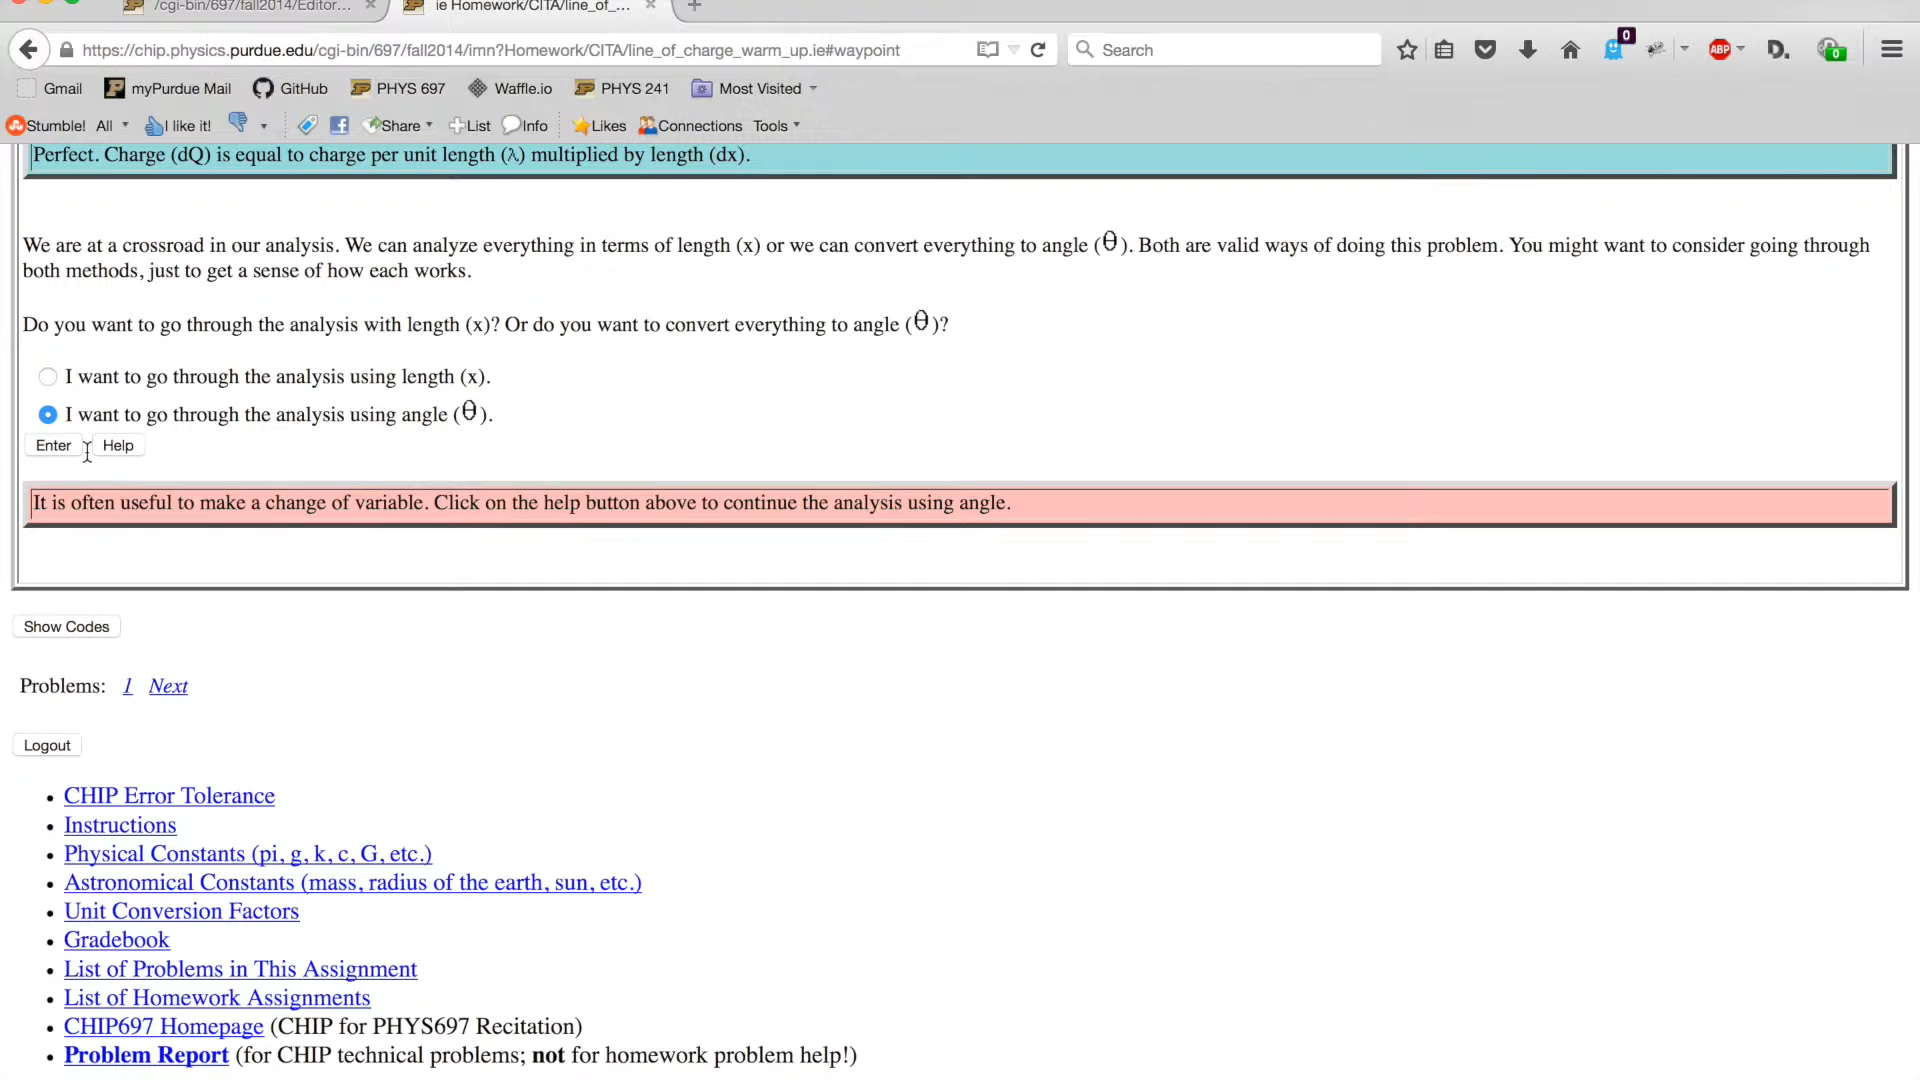 /cgi-bin/697/fall2014/Editor...
ie Homework/CITA/line_of_...
https://chip.physics.purdue.edu/cgi-bin/697/fall2014/imn?Homework/CITA/line_of_charge_warm_up.ie#waypoint
Search
0
ABP
D.
0
Gmail
myPurdue Mail
GitHub
PHYS 697
Waffle.io
PHYS 241
Most Visited
Stumble!
All
I like it!
Share
List
Info
Likes
Connections
Tools
Perfect. Charge (dQ) is equal to charge per unit length (λ) multiplied by length (dx).
We are at a crossroad in our analysis. We can analyze everything in terms of length (x) or we can convert everything to angle (θ). Both are valid ways of doing this problem. You might want to consider going through
both methods, just to get a sense of how each works.
Do you want to go through the analysis with length (x)? Or do you want to convert everything to angle (θ)?
I want to go through the analysis using length (x).
I want to go through the analysis using angle (θ).
Enter
Help
It is often useful to make a change of variable. Click on the help button above to continue the analysis using angle.
Show Codes
Problems: 1 Next
Logout
• CHIP Error Tolerance
• Instructions
• Physical Constants (pi, g, k, c, G, etc.)
• Astronomical Constants (mass, radius of the earth, sun, etc.)
• Unit Conversion Factors
• Gradebook
• List of Problems in This Assignment
• List of Homework Assignments
• CHIP697 Homepage (CHIP for PHYS697 Recitation)
• Problem Report (for CHIP technical problems; not for homework problem help!)